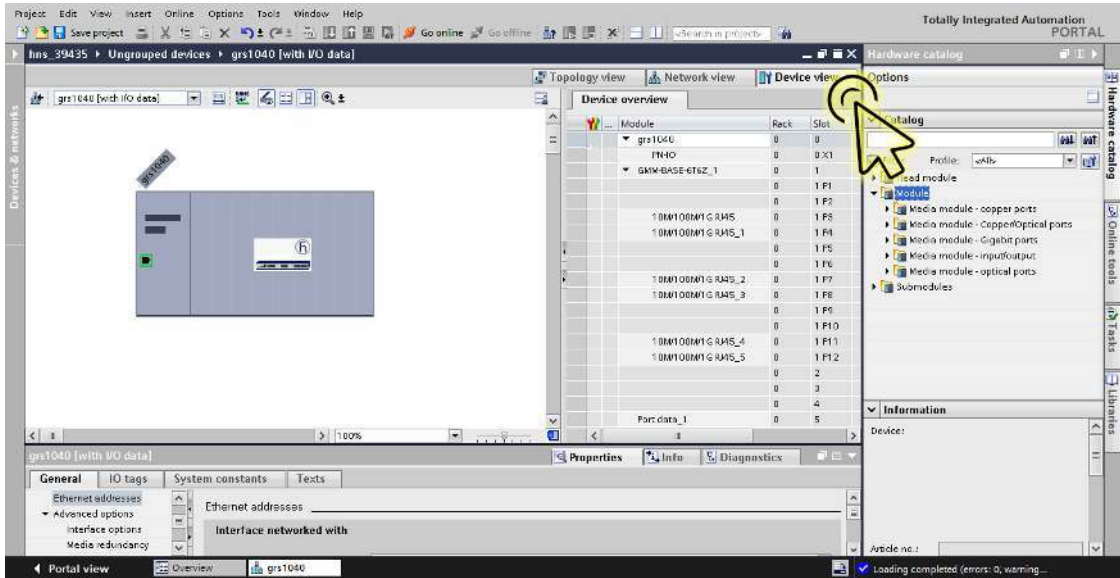 Project Edit View Insert Online Options Tools Window Help
Totally Integrated Automation
PORTAL
Save project
Go online
Go offline
<Search in project>
hns_39435 ▸ Ungrouped devices ▸ grs1040 [with I/O data]
Hardware catalog
Topology view
Network view
Device view
Options
grs1040 [with I/O data]
Device overview
Module Rack Slot
grs1040 0 0
PN-IO 0 0 X1
GMM-BASE-6T6Z_1 0 1
0 1 P1
0 1 P2
10M/100M/1G RJ45 0 1 P3
10M/100M/1G RJ45_1 0 1 P4
0 1 P5
0 1 P6
10M/100M/1G RJ45_2 0 1 P7
10M/100M/1G RJ45_3 0 1 P8
0 1 P9
0 1 P10
10M/100M/1G RJ45_4 0 1 P11
10M/100M/1G RJ45_5 0 1 P12
0 2
0 3
0 4
Port data_1 0 5
grs1040
100%
Catalog
Profile: <All>
Head module
Module
Media module - copper ports
Media module - Copper/Optical ports
Media module - Gigabit ports
Media module - input/output
Media module - optical ports
Submodules
Information
Device:
Article no.:
Devices & networks
Hardware catalog
Online tools
Tasks
Libraries
grs1040 [with I/O data]
Properties
Info
Diagnostics
General IO tags System constants Texts
Ethernet addresses
Advanced options
Interface options
Media redundancy
Ethernet addresses
Interface networked with
Portal view
Overview
grs1040
Loading completed (errors: 0, warning...